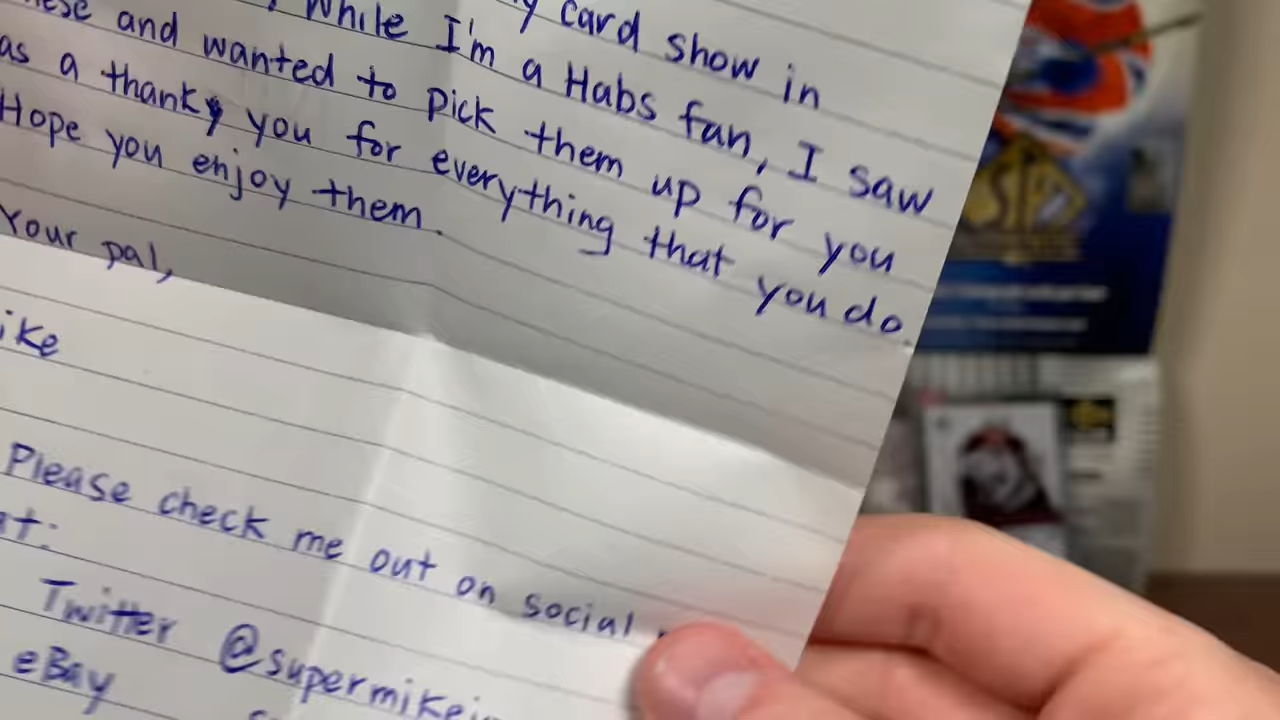 card show in
While I'm a Habs fan, I saw
and wanted to pick them up for you
as a thank you for everything that you do.
Hope you enjoy them.
Your pal,
ike
Please check me out on social
at:
Twitter @supermikei
eBay